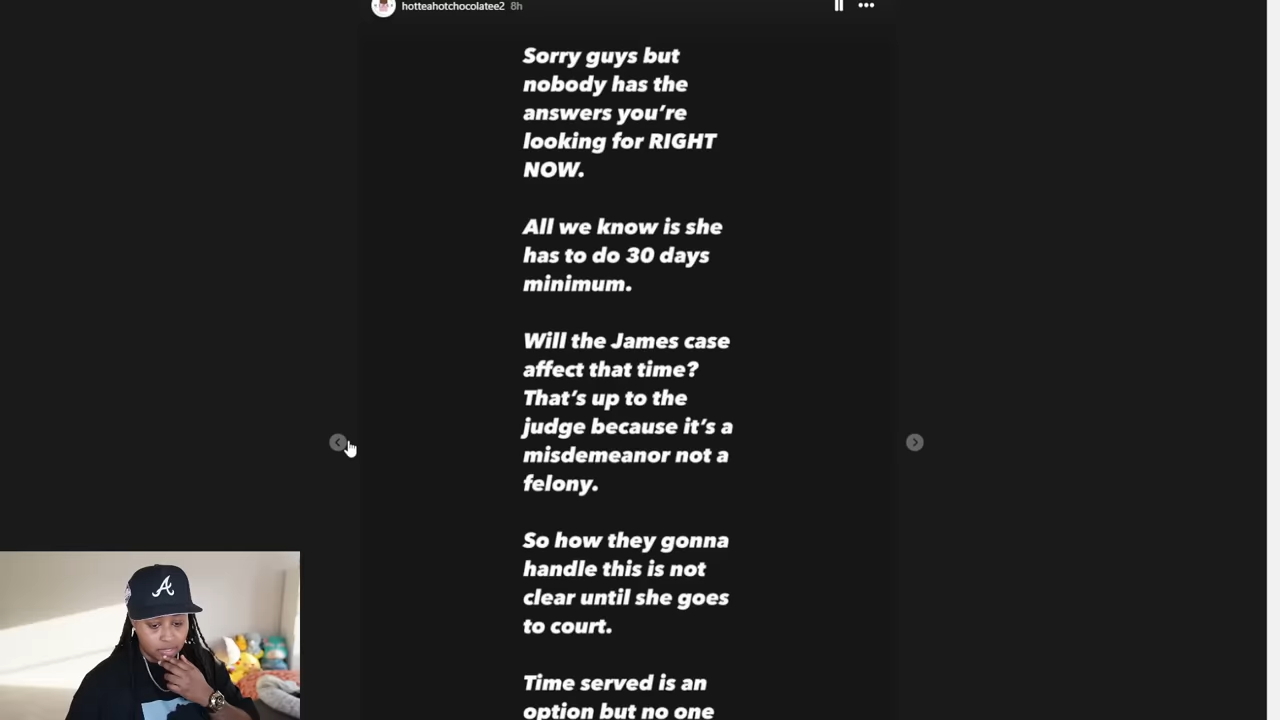 hotteahotchocolatee2 8h
Sorry guys but
nobody has the
answers you're
looking for RIGHT
NOW.
All we know is she
has to do 30 days
minimum.
Will the James case
affect that time?
That's up to the
judge because it's a
misdemeanor not a
felony.
So how they gonna
handle this is not
clear until she goes
to court.
Time served is an
option but no one
A